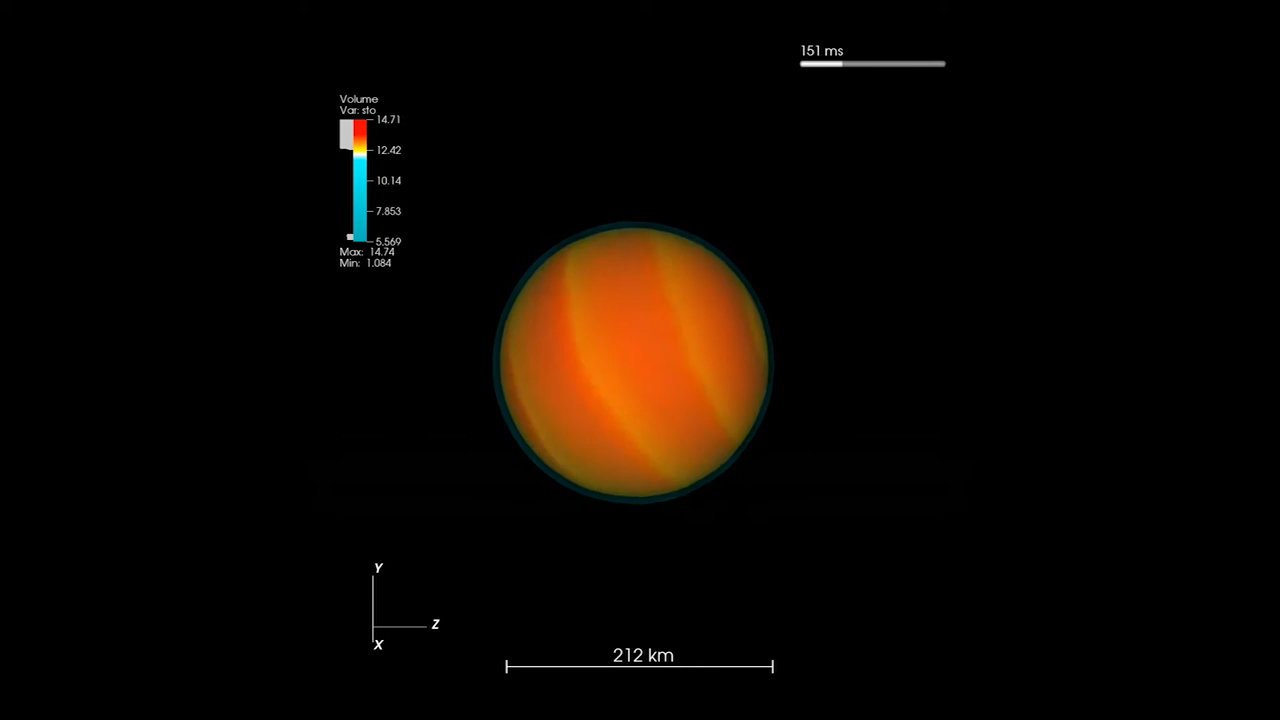 151 ms
Volume
Var: sto
14.71
12.42
10.14
7.853
5.569
Max: 14.74
Min: 1.084
Y
Z
X
212 km